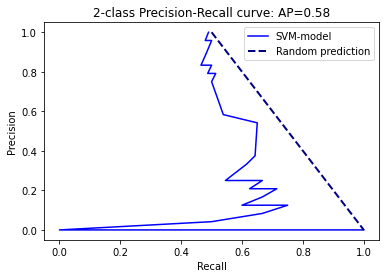 2-class Precision-Recall curve: AP=0.58
SVM-model
Random prediction
Precision
1.0
0.8
0.6
0.4
0.2
0.0
0.0 0.2 0.4 0.6 0.8 1.0
Recall